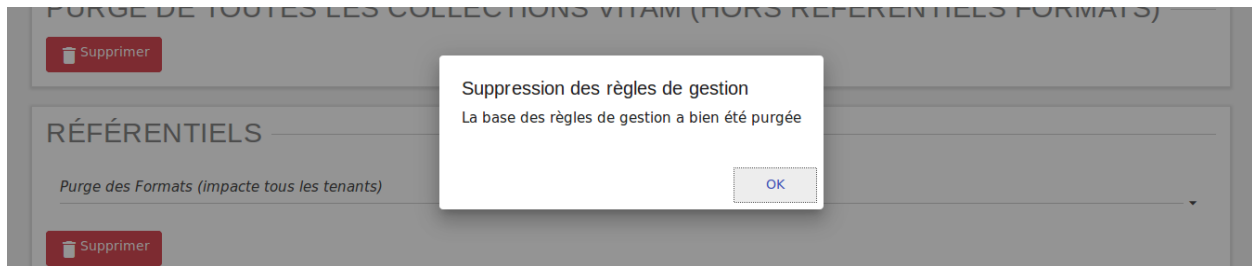 PURGE DE TOUTES LES COLLECTIONS VITAM (HORS RÉFÉRENTIELS FORMATS)
Supprimer
Suppression des règles de gestion
La base des règles de gestion a bien été purgée
OK
RÉFÉRENTIELS
Purge des Formats (impacte tous les tenants)
Supprimer